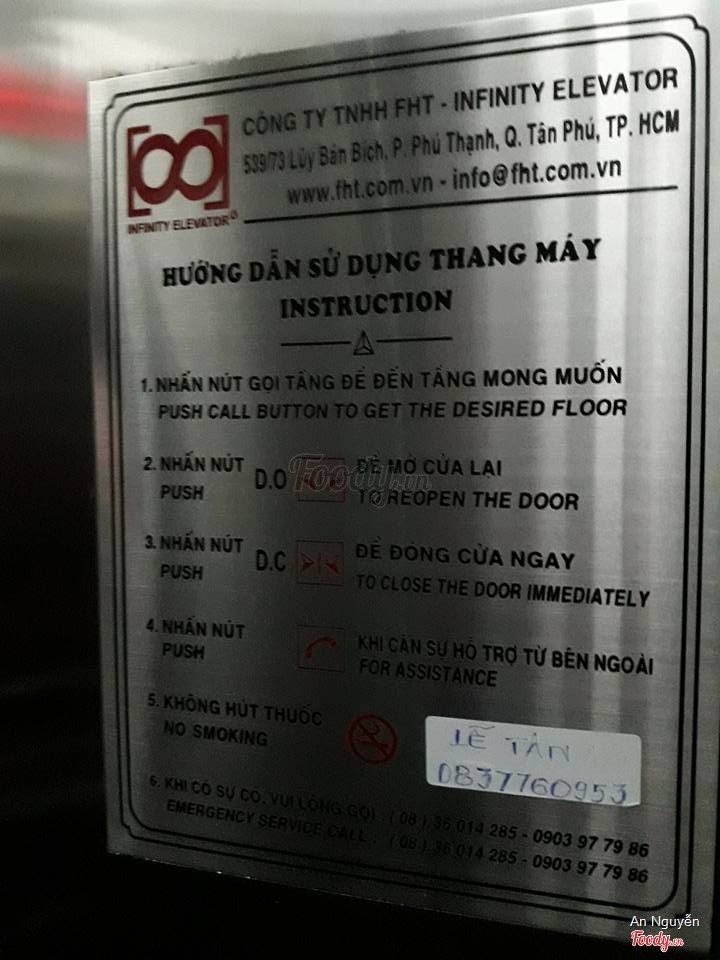 CÔNG TY TNHH FHT - INFINITY ELEVATOR
539/73 Lũy Bán Bích, P. Phú Thạnh, Q. Tân Phú, TP. HCM
www.fht.com.vn - info@fht.com.vn
INFINITY ELEVATOR®
HƯỚNG DẪN SỬ DỤNG THANG MÁY
INSTRUCTION
1. NHẤN NÚT GỌI TẦNG ĐỂ ĐẾN TẦNG MONG MUỐN
PUSH CALL BUTTON TO GET THE DESIRED FLOOR
2. NHẤN NÚT D.O ĐỂ MỞ CỬA LẠI
PUSH TO REOPEN THE DOOR
Foody.vn
3. NHẤN NÚT D.C ĐỂ ĐÓNG CỬA NGAY
PUSH TO CLOSE THE DOOR IMMEDIATELY
4. NHẤN NÚT KHI CẦN SỰ HỖ TRỢ TỪ BÊN NGOÀI
PUSH FOR ASSISTANCE
5. KHÔNG HÚT THUỐC
NO SMOKING
LỄ TÂN
0837760953
6. KHI CÓ SỰ CỐ, VUI LÒNG GỌI : ( 08 ) 36 014 285 - 0903 97 79 86
EMERGENCY SERVICE CALL : ( 08 ) 36 014 285 - 0903 97 79 86
An Nguyễn
Foody.vn